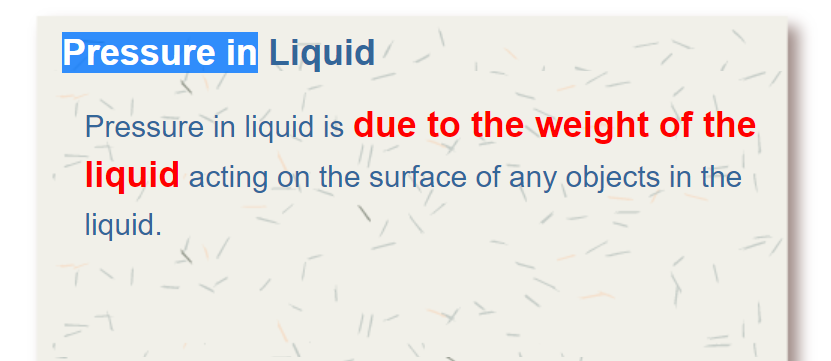 Pressure in Liquid
Pressure in liquid is due to the weight of the
liquid acting on the surface of any objects in the
liquid.